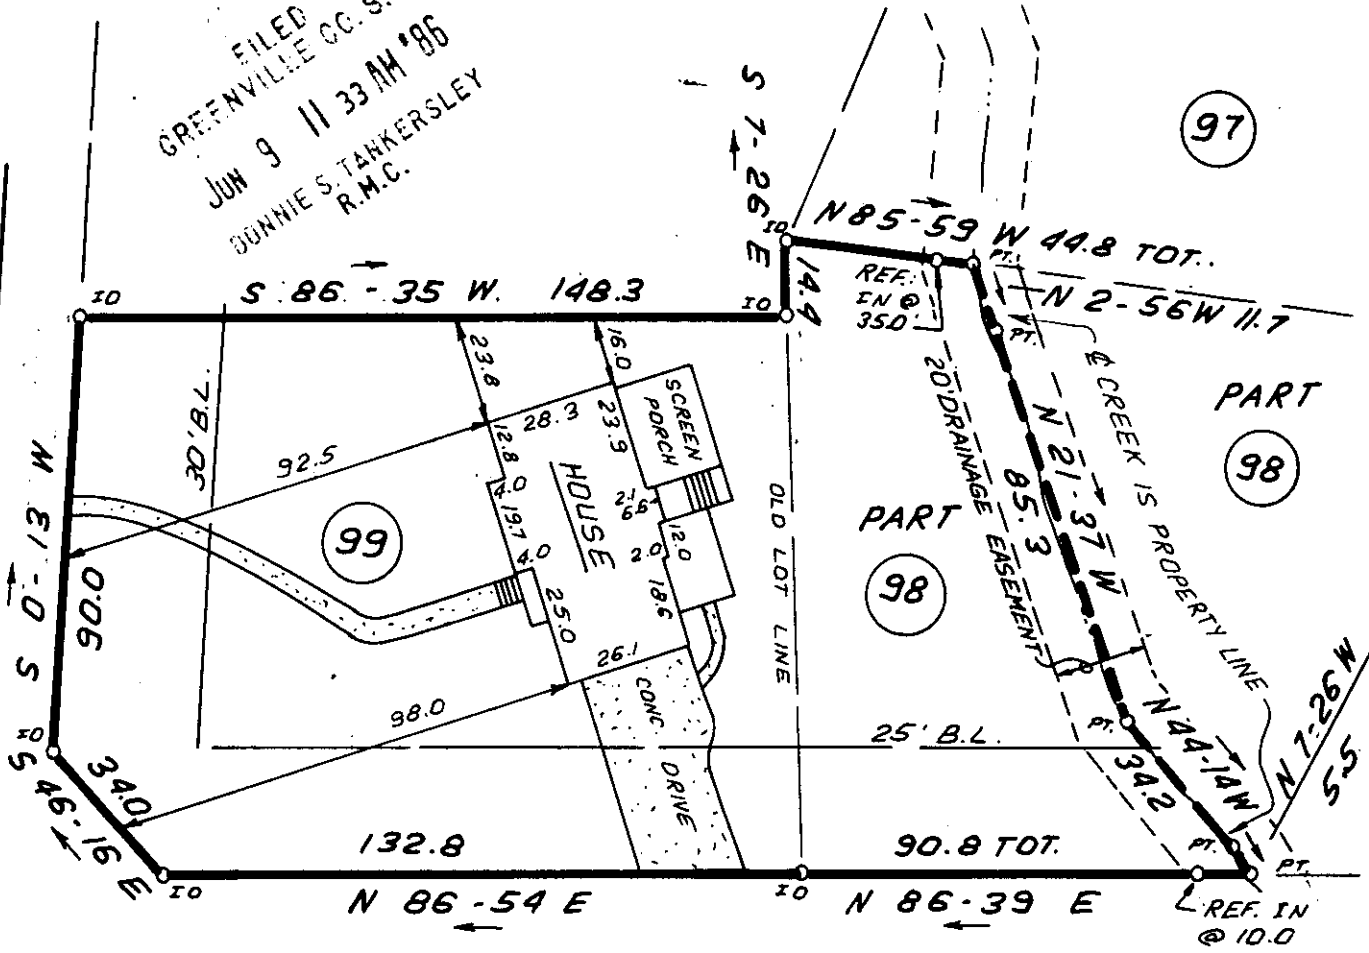 FILED
GREENVILLE CO. S.
JUN 9 11 33 AM '86
DONNIE S. TANKERSLEY
R.M.C.
S 7-26 E
14.9
97
N 85-59 W 44.8 TOT.
IO
PT.
REF.
IN @
35.0
N 2-56W 11.7
PT.
IO
S 86-35 W. 148.3
IO
30' B.L.
23.8
16.0
SCREEN
PORCH
28.3
23.9
12.8
92.5
4.0
HOUSE
2.1
6.6
19.7
12.0
2.0
4.0
18.6
25.0
26.1
99
OLD LOT LINE
PART
98
20' DRAINAGE EASEMENT
N 21-37 W
85.3
℄ CREEK IS PROPERTY LINE
PART
98
S 0-13 W
90.0
IO
98.0
CONC.
DRIVE
25' B.L.
PT.
N 44-14 W
34.2
N 7-26 W
5.5
S 46-16 E
34.0
132.8
90.8 TOT.
PT.
PT.
IO
N 86-54 E
IO
N 86-39 E
REF. IN
@ 10.0